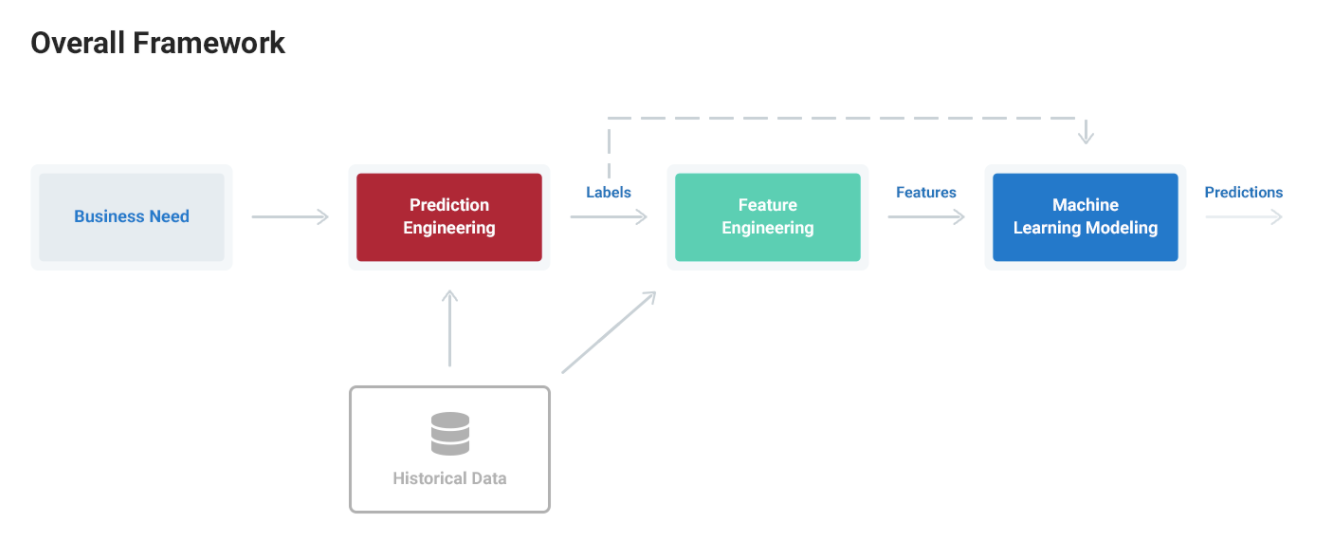 Overall Framework
Business Need
Prediction
Engineering
Labels
Feature
Engineering
Features
Machine
Learning Modeling
Predictions
Historical Data